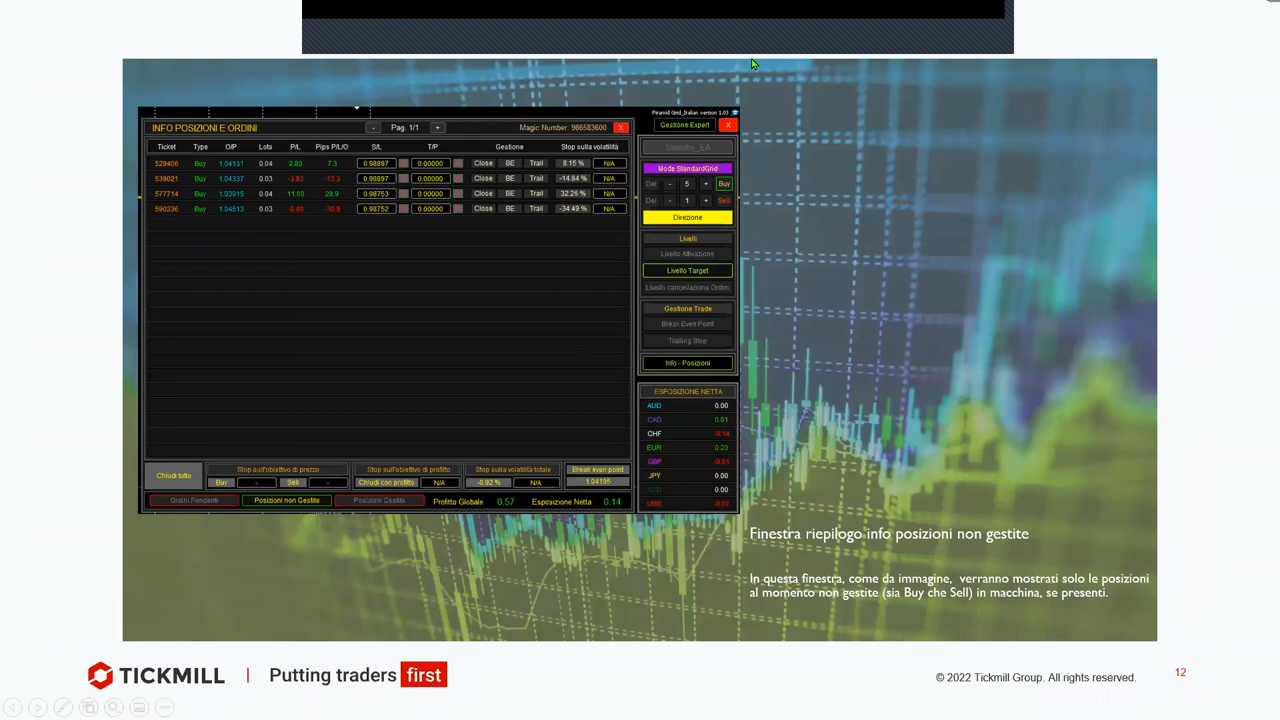 Piramid Grid_Italian version 1.03
INFO POSIZIONI E ORDINI - Pag. 1/1 + Magic Number: 986583600 X
Gestione Expert X
Ticket Type O/P Lots P/L Pips P/L/O S/L T/P Gestione Stop sulla volatilità
529406 Buy 1.04131 0.04 2.80 7.3 0.98897 0.00000 Close BE Trail 8.15 % N/A
539021 Buy 1.04337 0.03 -3.83 -13.3 0.98897 0.00000 Close BE Trail -14.84 % N/A
577714 Buy 1.03915 0.04 11.09 28.9 0.98753 0.00000 Close BE Trail 32.26 % N/A
590236 Buy 1.04513 0.03 -30.9 0.98752 0.00000 Close BE Trail -34.49 % N/A
Standby_EA
Mode StandardGrid
Del - 5 + Buy
Del - 1 + Sell
Direzione
Livelli
Livello Attivazione
Livello Target
Livello cancellazione Ordini
Gestione Trade
Break Even Point
Trailing Stop
Info - Posizioni
ESPOSIZIONE NETTA
AUD 0.00
CAD 0.01
CHF -0.14
EUR 0.20
GBP -0.01
JPY 0.00
NZD 0.00
USD
Chiudi tutto
Stop sull'obiettivo di prezzo
Buy - Sell -
Stop sull'obiettivo di profitto
Chiudi con profitto N/A
Stop sulla volatilità totale
-8.92 % N/A
Break even point
1.04195
Ordini Pendenti Posizioni non Gestite Posizioni Gestite Profitto Globale 0.57 Esposizione Netta 0.14
Finestra riepilogo info posizioni non gestite
In questa finestra, come da immagine, verranno mostrati solo le posizioni
al momento non gestite (sia Buy che Sell) in macchina, se presenti.
TICKMILL | Putting traders first
© 2022 Tickmill Group. All rights reserved.
12